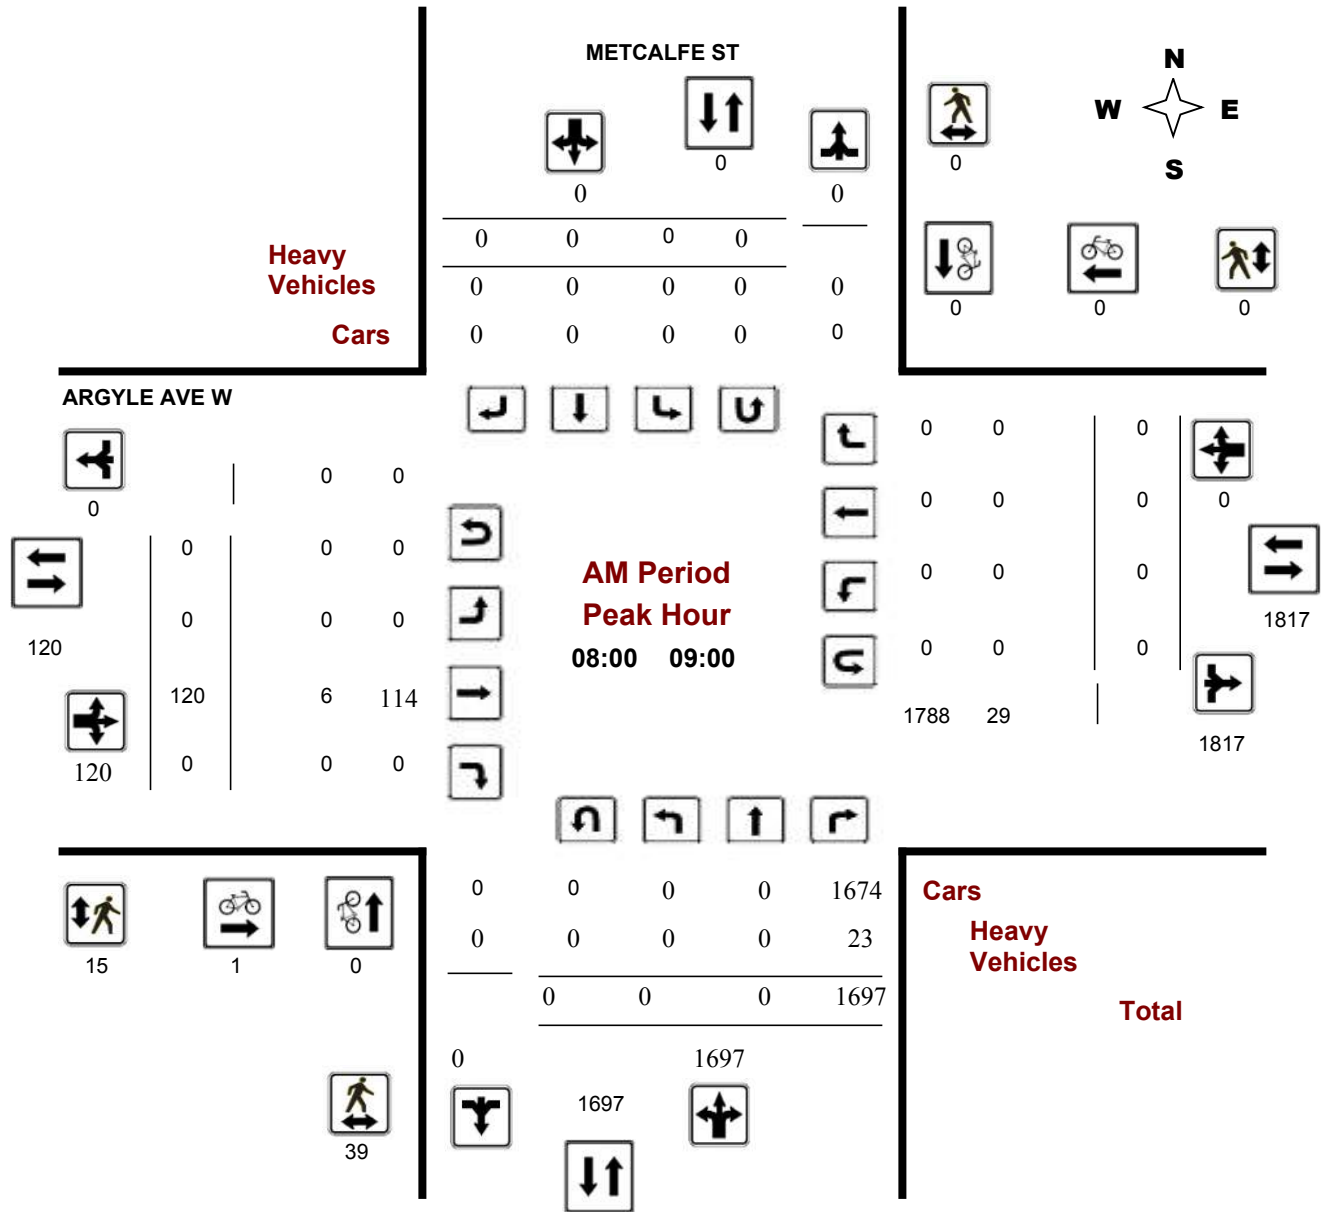 METCALFE ST
N
W E
S
0
0
0 0
0 0 0 0
Heavy
Vehicles
0 0 0 0 0
0 0 0
Cars
0 0 0 0 0
ARGYLE AVE W
0 0 0
0 0
0
0 0 0
0
0 0 0
0 0 0
AM Period
Peak Hour
08:00 09:00
0 0 0
1817
120
0 0 0
120 6 114
1788 29
1817
120
0 0 0
0 0 0 0 1674
Cars
0 0 0 0 23
Heavy
Vehicles
15 1 0
0 0 0 1697
Total
0 1697
1697
39